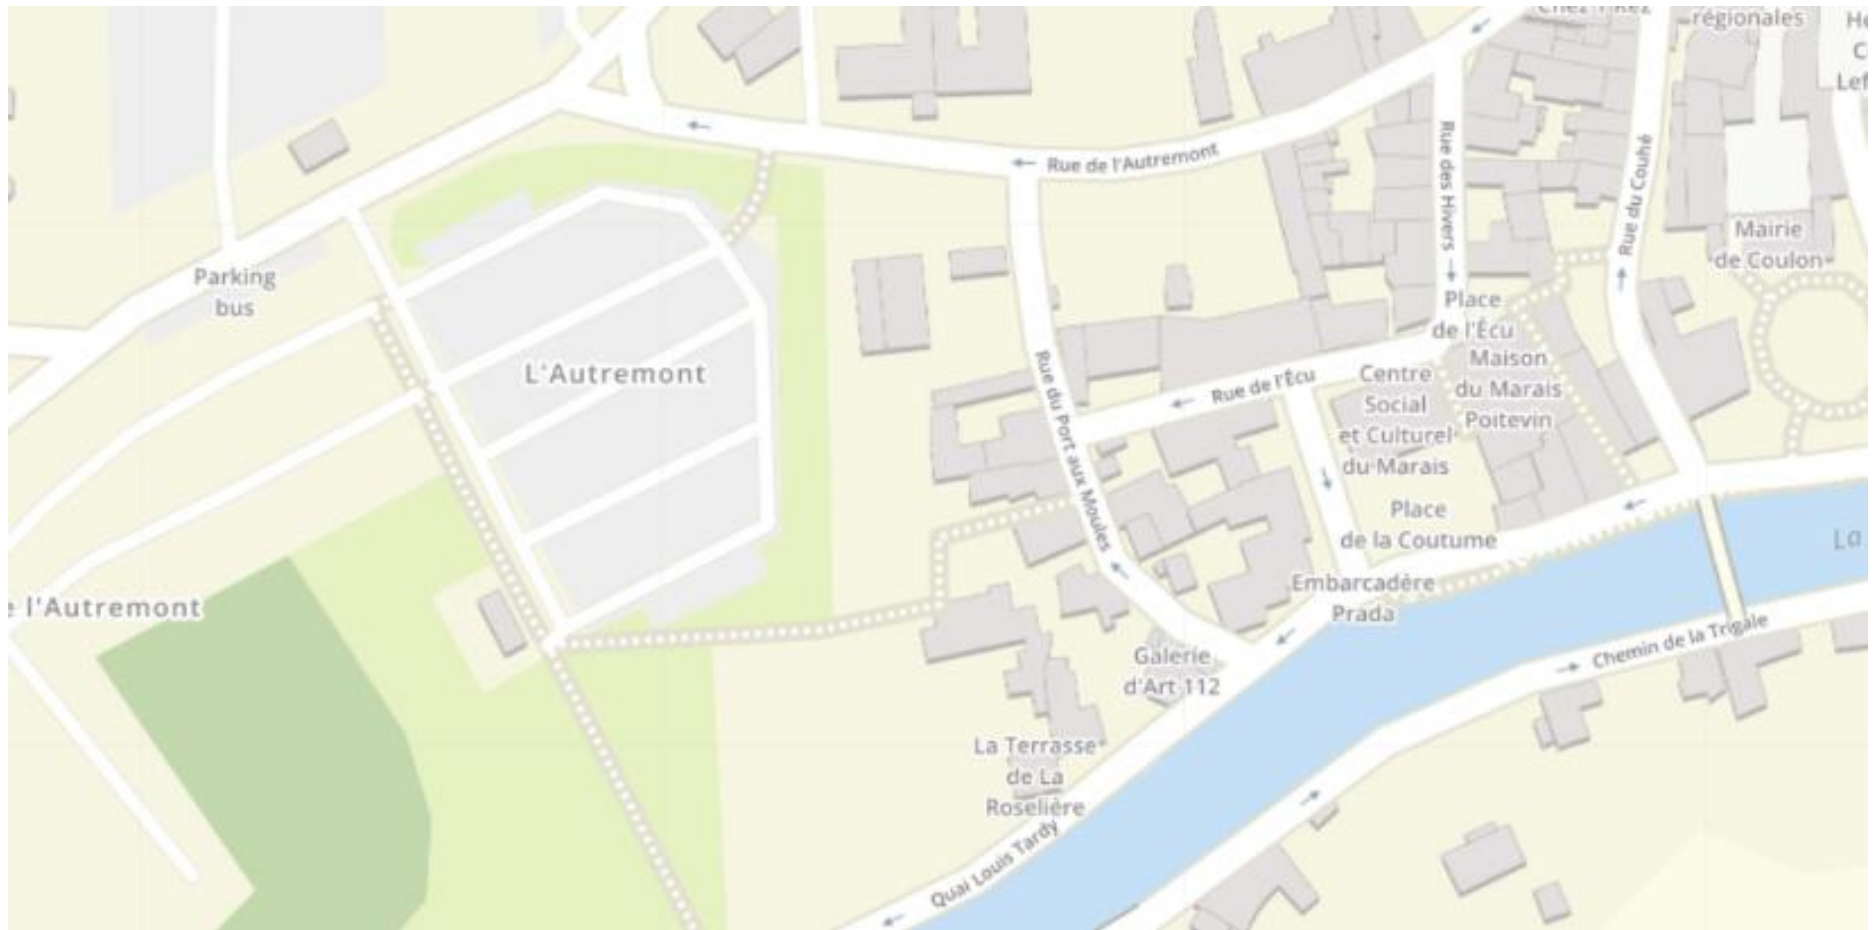 régionales
Rue de l'Autremont
Rue des Hivers
Rue du Couhé
Mairie
de Coulon
Parking
bus
Place
de l'Écu
L'Autremont
Rue du Port aux Moules
Rue de l'Écu
Centre
Social
et Culturel
du Marais
Maison
du Marais
Poitevin
Place
de la Coutume
La
Embarcadère
Prada
e l'Autremont
Chemin de la Trigale
Galerie
d'Art 112
La Terrasse
de La
Roselière
Quai Louis Tardy